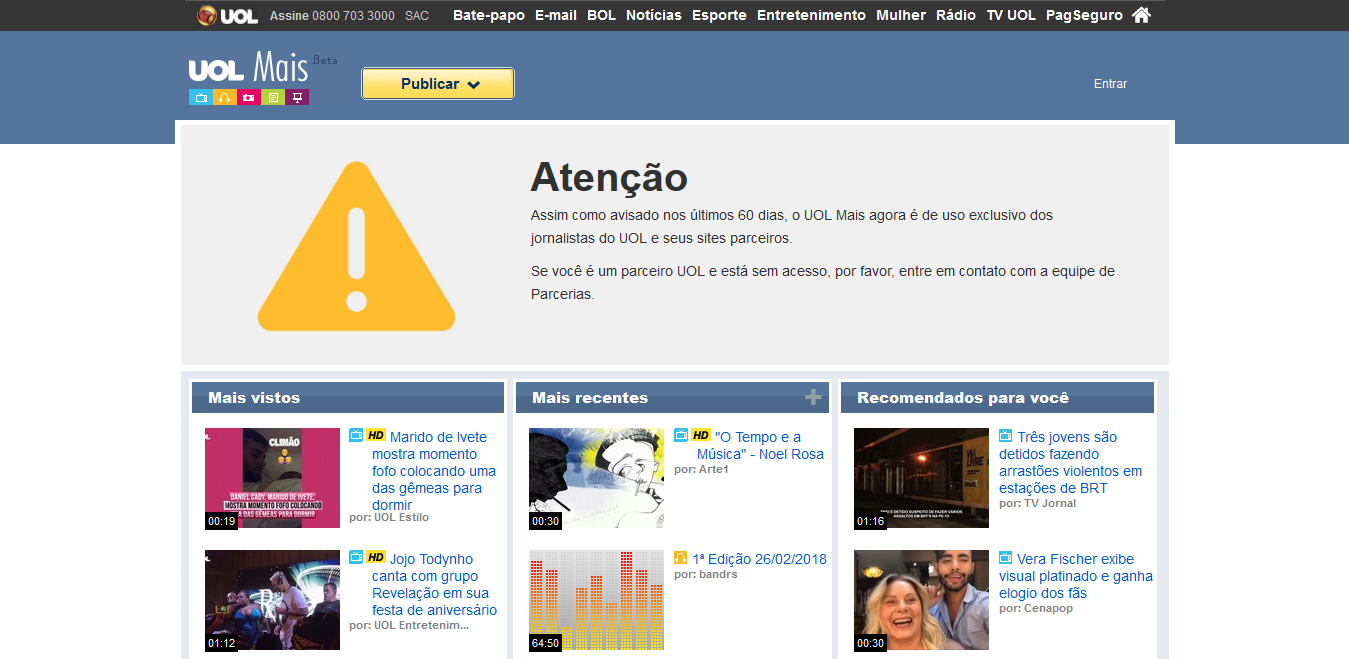 UOL Assine 0800 703 3000 SAC Bate-papo E-mail BOL Notícias Esporte Entretenimento Mulher Rádio TV UOL PagSeguro
UOL Mais Beta
Publicar
Entrar
Atenção
Assim como avisado nos últimos 60 dias, o UOL Mais agora é de uso exclusivo dos
jornalistas do UOL e seus sites parceiros.
Se você é um parceiro UOL e está sem acesso, por favor, entre em contato com a equipe de
Parcerias.
Mais vistos
CLIMÃO
DANIEL CADY, MARIDO DE IVETE,
MOSTRA MOMENTO FOFO COLOCANDO
DAS GÊMEAS PARA DORMIR
00:19
HD Marido de Ivete
mostra momento
fofo colocando uma
das gêmeas para
dormir
por: UOL Estilo
01:12
HD Jojo Todynho
canta com grupo
Revelação em sua
festa de aniversário
por: UOL Entretenim...
Mais recentes
00:30
HD "O Tempo e a
Música" - Noel Rosa
por: Arte1
64:50
1ª Edição 26/02/2018
por: bandrs
Recomendados para você
01:16
Três jovens são
detidos fazendo
arrastões violentos em
estações de BRT
por: TV Jornal
00:30
Vera Fischer exibe
visual platinado e ganha
elogio dos fãs
por: Cenapop